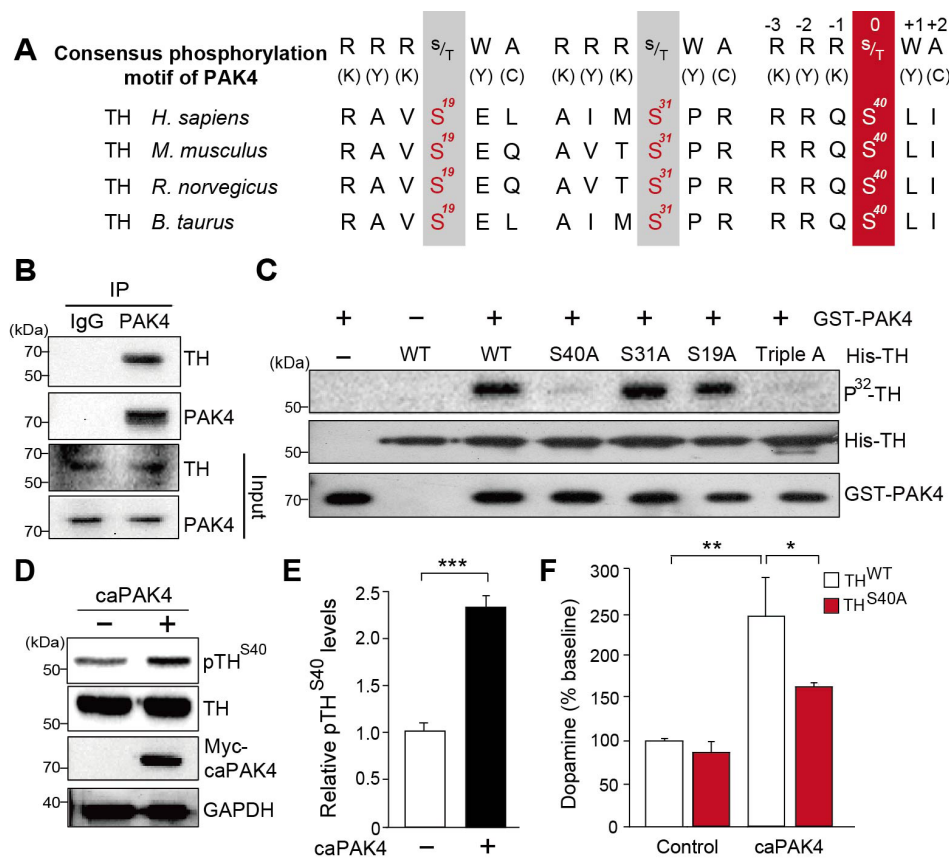 A
-3 -2 -1 0 +1 +2
Consensus phosphorylation R R R S/T W A R R R S/T W A R R R S/T W A
motif of PAK4 (K) (Y) (K) (Y) (C) (K) (Y) (K) (Y) (C) (K) (Y) (K) (Y) (C)
TH H. sapiens R A V S19 E L A I M S31 P R R R Q S40 L I
TH M. musculus R A V S19 E Q A V T S31 P R R R Q S40 L I
TH R. norvegicus R A V S19 E Q A V T S31 P R R R Q S40 L I
TH B. taurus R A V S19 E L A I M S31 P R R R Q S40 L I
B
IP
(kDa) IgG PAK4
70 TH
50
PAK4
70
70 TH
50
PAK4
70
Input
C
+ − + + + + + GST-PAK4
(kDa) − WT WT S40A S31A S19A Triple A His-TH
P32-TH
50
His-TH
50
GST-PAK4
70
D
caPAK4
(kDa) − +
pTHS40
50
TH
50
Myc-
caPAK4
70
40 GAPDH
E
***
Relative pTHS40 levels
2.5
2.0
1.5
1.0
0.5
0
caPAK4 − +
F
** *
THWT
THS40A
Dopamine (% baseline)
300
250
200
150
100
50
0
Control caPAK4